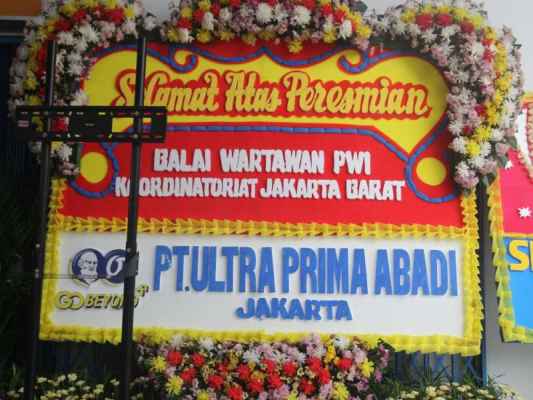 Selamat Atas Peresmian
BALAI WARTAWAN PWI
KOORDINATORIAT JAKARTA BARAT
PT.ULTRA PRIMA ABADI
JAKARTA
GO BEYOND